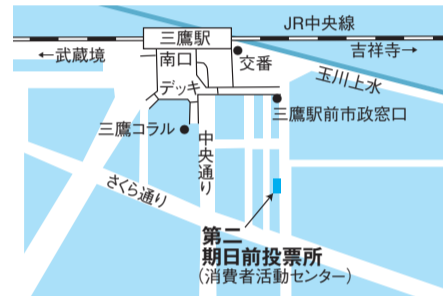 JR中央線
三鷹駅
←武蔵境
吉祥寺→
南口
交番
デッキ
玉川上水
三鷹駅前市政窓口
三鷹コラル
中央通り
さくら通り
第二
期日前投票所
(消費者活動センター)